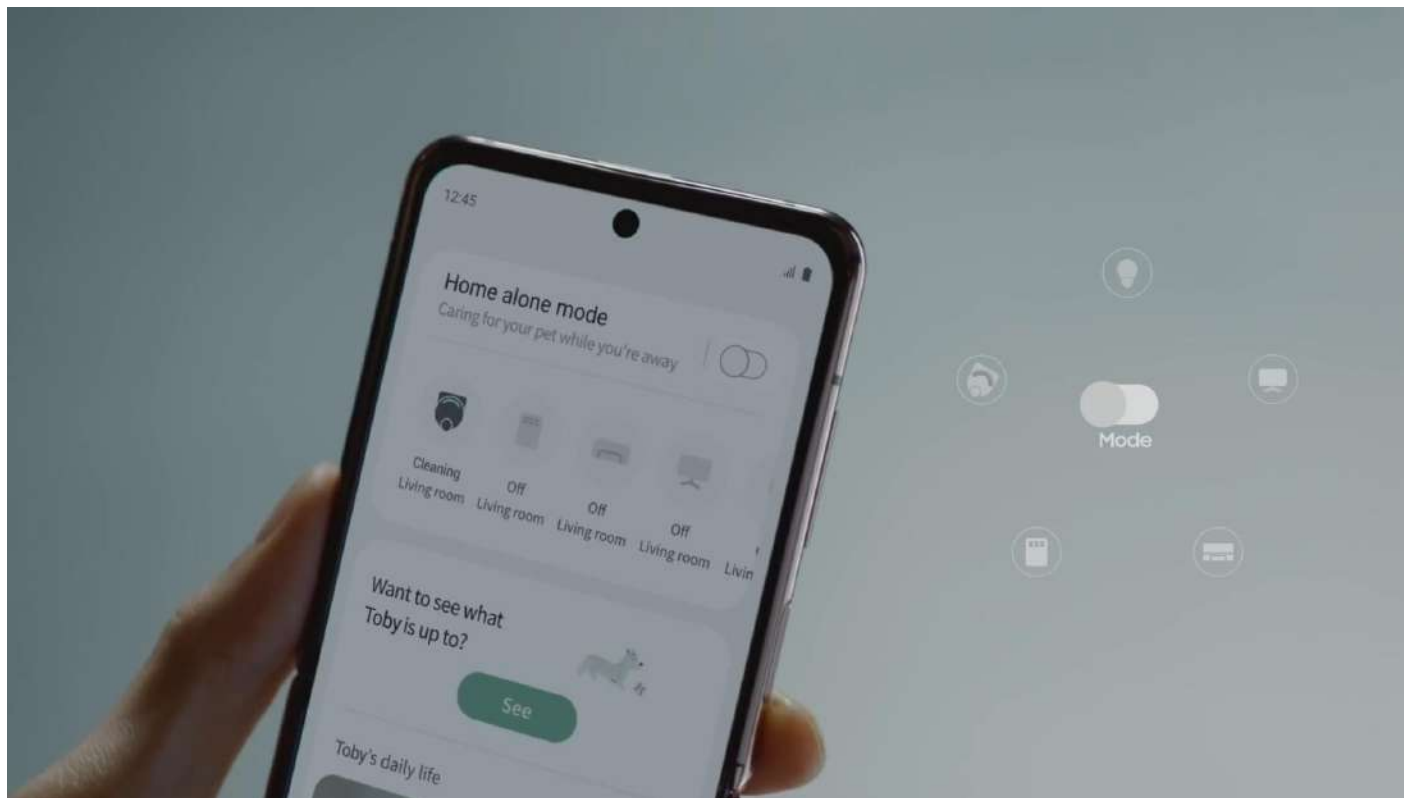 12:45
Home alone mode
Caring for your pet while you're away
Cleaning
Living room
Off
Living room
Off
Living room
Off
Living room
Livin
Want to see what
Toby is up to?
See
Toby's daily life
Mode